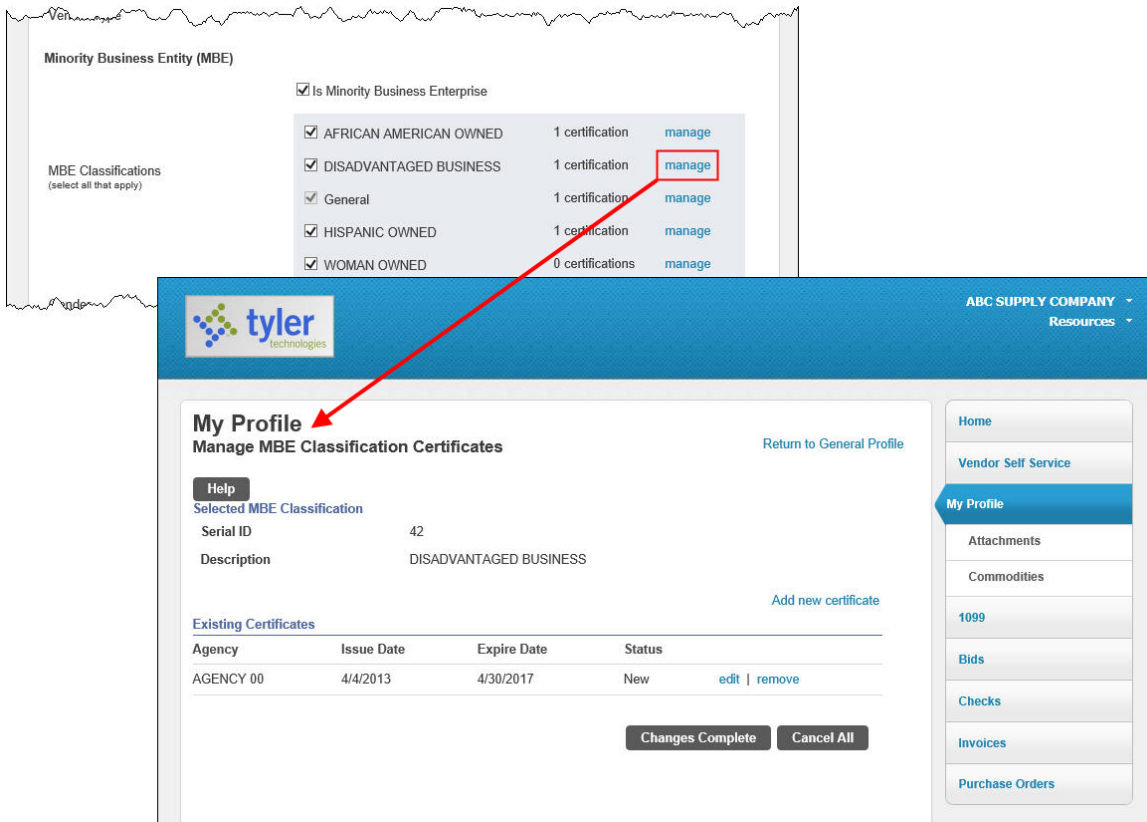 Minority Business Entity (MBE)
Is Minority Business Enterprise
MBE Classifications
(select all that apply)
AFRICAN AMERICAN OWNED 1 certification manage
DISADVANTAGED BUSINESS 1 certification manage
General 1 certification manage
HISPANIC OWNED 1 certification manage
WOMAN OWNED 0 certifications manage
tyler
technologies
ABC SUPPLY COMPANY
Resources
My Profile
Manage MBE Classification Certificates
Return to General Profile
Help
Selected MBE Classification
Serial ID 42
Description DISADVANTAGED BUSINESS
Add new certificate
Existing Certificates
Agency Issue Date Expire Date Status
AGENCY 00 4/4/2013 4/30/2017 New edit | remove
Changes Complete Cancel All
Home
Vendor Self Service
My Profile
Attachments
Commodities
1099
Bids
Checks
Invoices
Purchase Orders